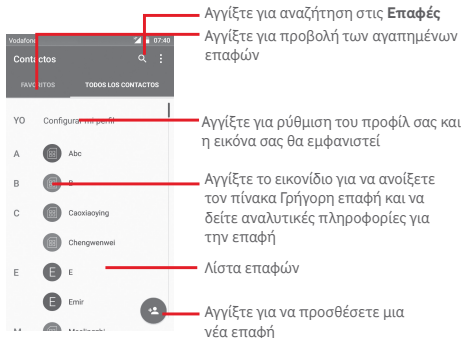 Αγγίξτε για αναζήτηση στις Επαφές
Αγγίξτε για προβολή των αγαπημένων
επαφών
Vodafone
07:40
Contactos
FAVORITOS
TODOS LOS CONTACTOS
YO Configurar mi perfil
Αγγίξτε για ρύθμιση του προφίλ σας και
η εικόνα σας θα εμφανιστεί
A Abc
B B
Αγγίξτε το εικονίδιο για να ανοίξετε
τον πίνακα Γρήγορη επαφή και να
δείτε αναλυτικές πληροφορίες για
την επαφή
C Caoxiaoying
Chengwenwei
E E E
Λίστα επαφών
E Emir
Αγγίξτε για να προσθέσετε μια
νέα επαφή